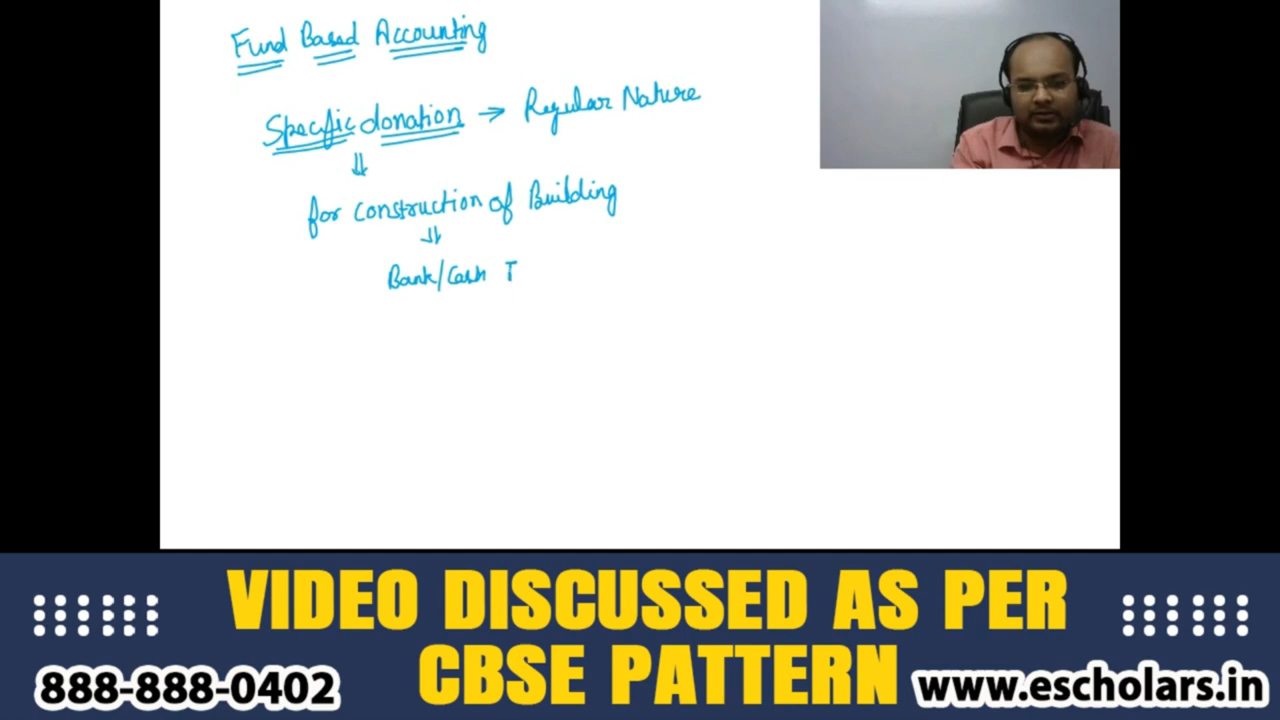 Fund Based Accounting
Specific donation → Regular Nature
⇓
for construction of Building
⇓
Bank/Cash T
VIDEO DISCUSSED AS PER
CBSE PATTERN
888-888-0402
www.escholars.in